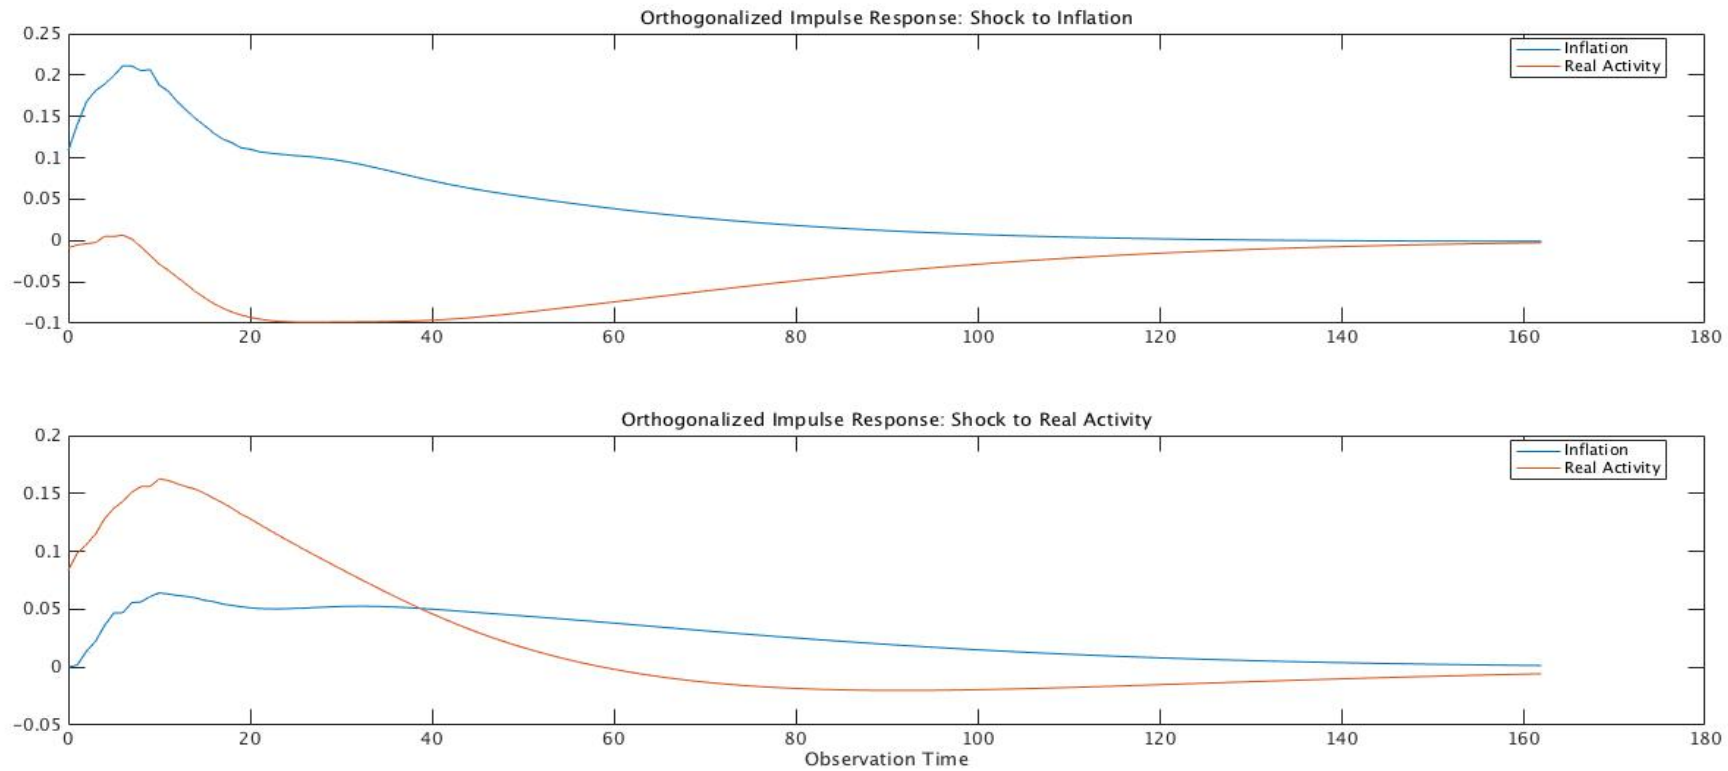 Orthogonalized Impulse Response: Shock to Inflation
0.25
0.2
0.15
0.1
0.05
0
−0.05
−0.1
0 20 40 60 80 100 120 140 160 180
Inflation
Real Activity
Orthogonalized Impulse Response: Shock to Real Activity
0.2
0.15
0.1
0.05
0
−0.05
0 20 40 60 80 100 120 140 160 180
Inflation
Real Activity
Observation Time